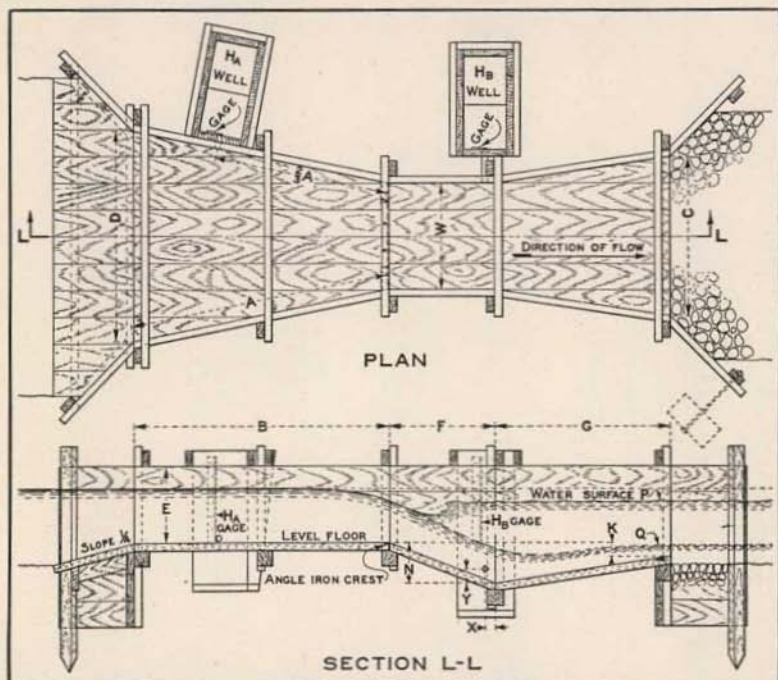 HA
WELL
GAGE
HB
WELL
GAGE
⅔A
D
W
C
L
L
DIRECTION OF FLOW
A
PLAN
B
F
G
E
WATER SURFACE P
HA
GAGE
HB GAGE
K
Q
SLOPE ¼
LEVEL FLOOR
N
ANGLE IRON CREST
Y
X
SECTION L-L